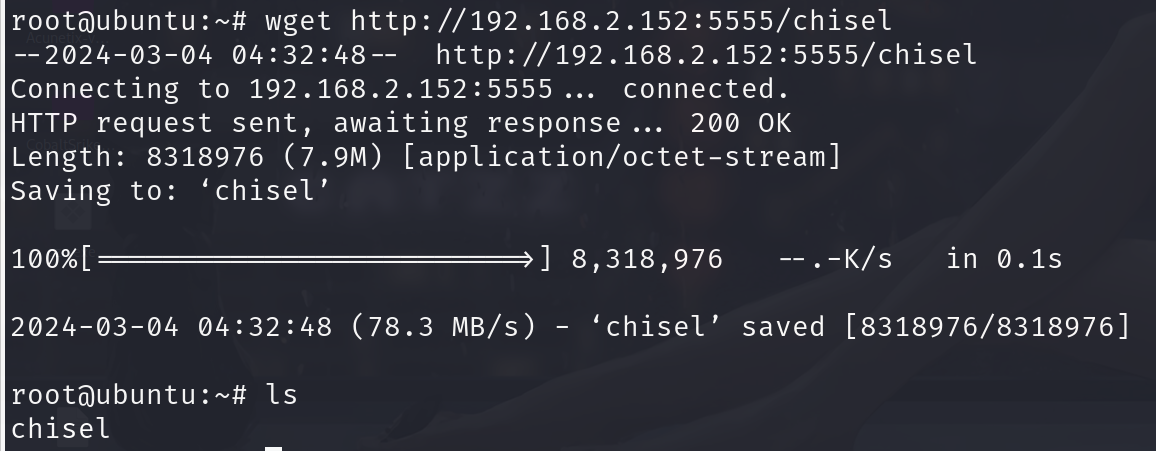 root@ubuntu:~# wget http://192.168.2.152:5555/chisel
--2024-03-04 04:32:48--  http://192.168.2.152:5555/chisel
Connecting to 192.168.2.152:5555... connected.
HTTP request sent, awaiting response... 200 OK
Length: 8318976 (7.9M) [application/octet-stream]
Saving to: ‘chisel’
100%[======================================>] 8,318,976   --.-K/s   in 0.1s
2024-03-04 04:32:48 (78.3 MB/s) - ‘chisel’ saved [8318976/8318976]
root@ubuntu:~# ls
chisel